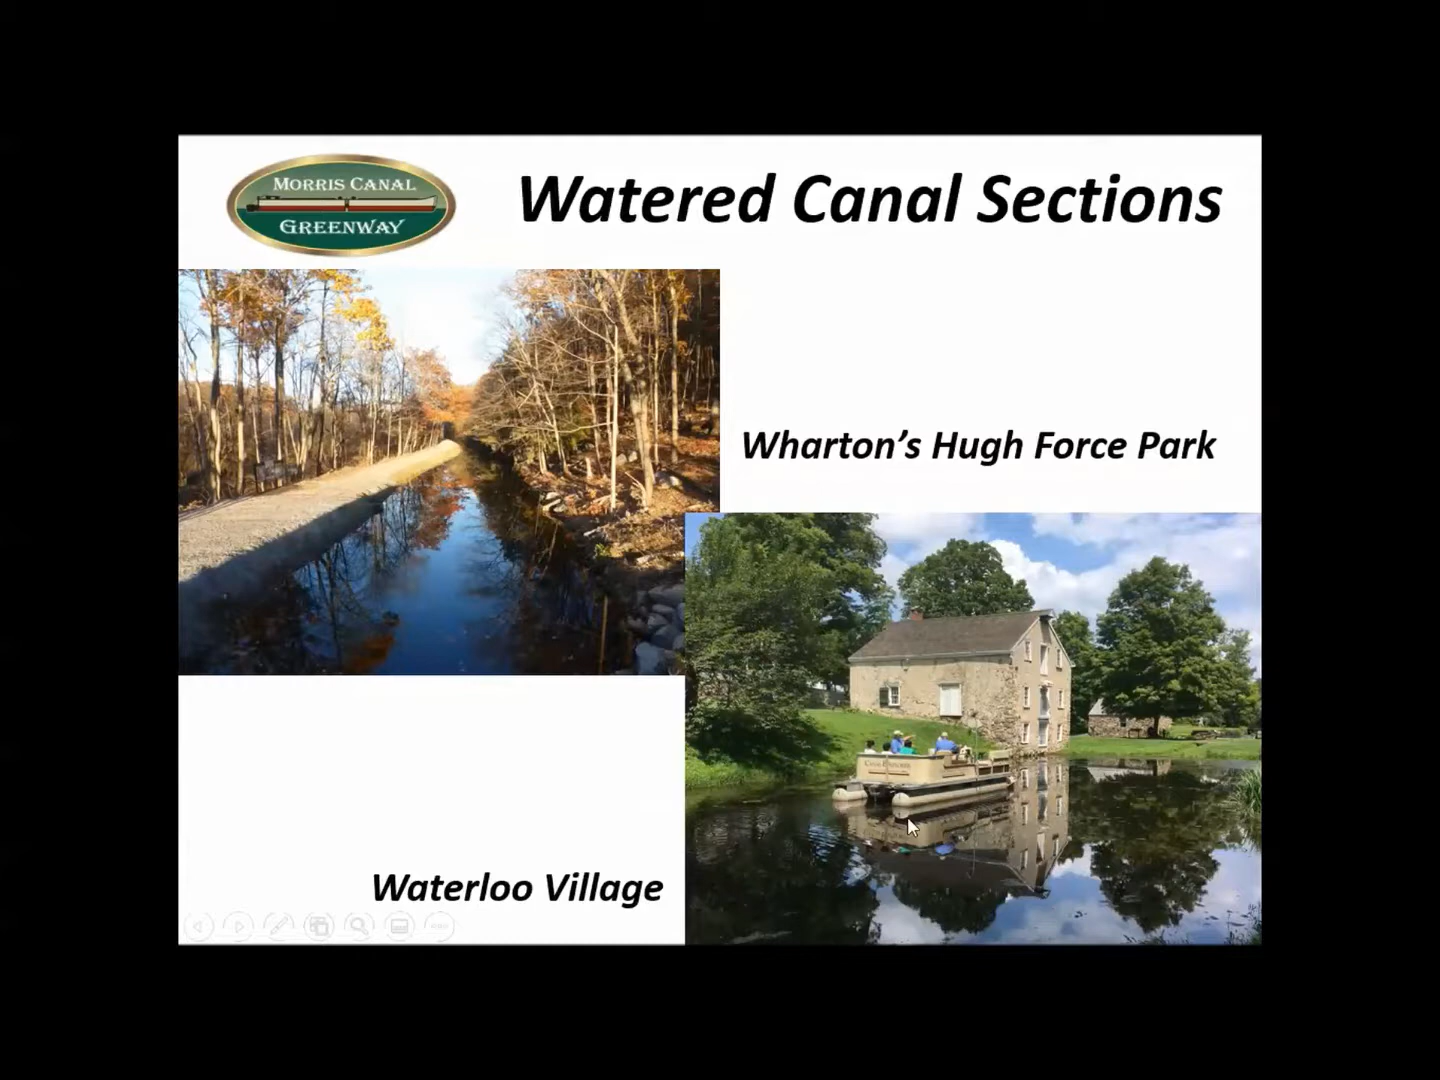 MORRIS CANAL
GREENWAY
Watered Canal Sections
Wharton's Hugh Force Park
Waterloo Village